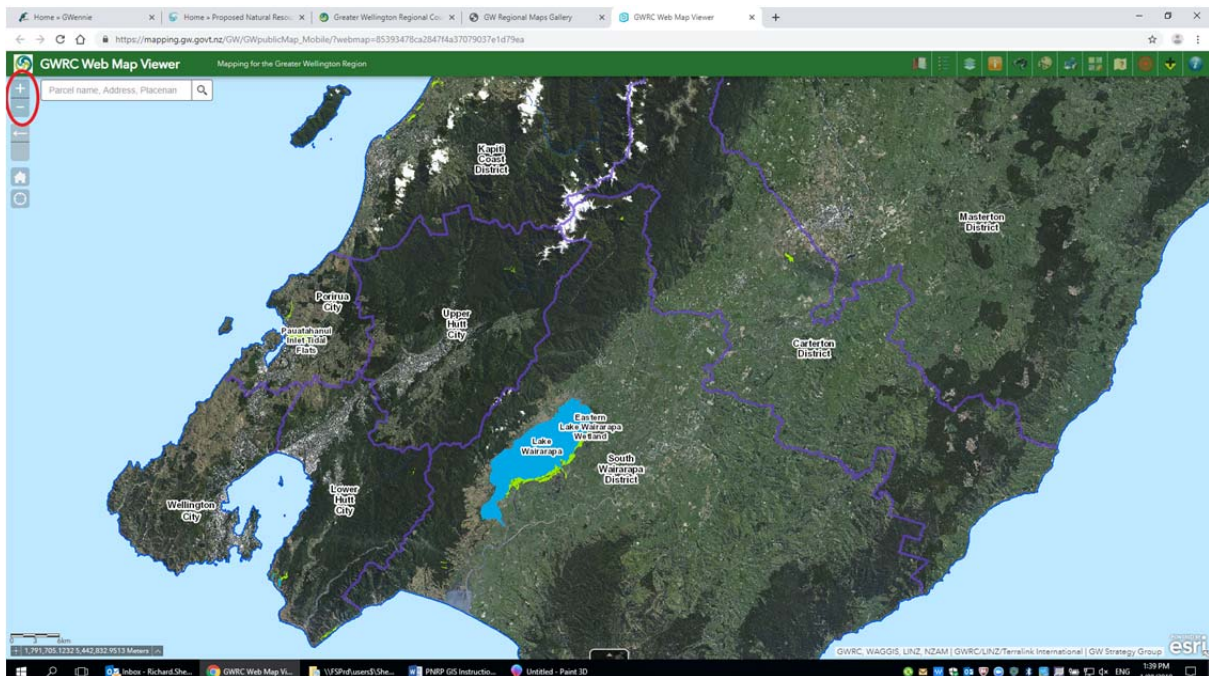 Home » GWennie
Home » Proposed Natural Resou
Greater Wellington Regional Cou
GW Regional Maps Gallery
GWRC Web Map Viewer
https://mapping.gw.govt.nz/GW/GWpublicMap_Mobile/?webmap=85393478ca2847f4a37079037e1d79ea
GWRC Web Map Viewer
Mapping for the Greater Wellington Region
Parcel name, Address, Placenan
Kapiti
Coast
District
Masterton
District
Porirua
City
Pauatahanui
Inlet Tidal
Flats
Upper
Hutt
City
Carterton
District
Eastern
Lake Wairarapa
Wetland
Lake
Wairarapa
South
Wairarapa
District
Lower
Hutt
City
Wellington
City
0 3 6km
1,791,705.1232 5,442,832.9513 Meters
GWRC, WAGGIS, LINZ, NZAM | GWRC/LINZ/Terralink International | GW Strategy Group
esri
Inbox - Richard.She...
GWRC Web Map Vi...
\\FSPrd\users$\She...
PNRP GIS Instructio...
Untitled - Paint 3D
ENG
1:39 PM